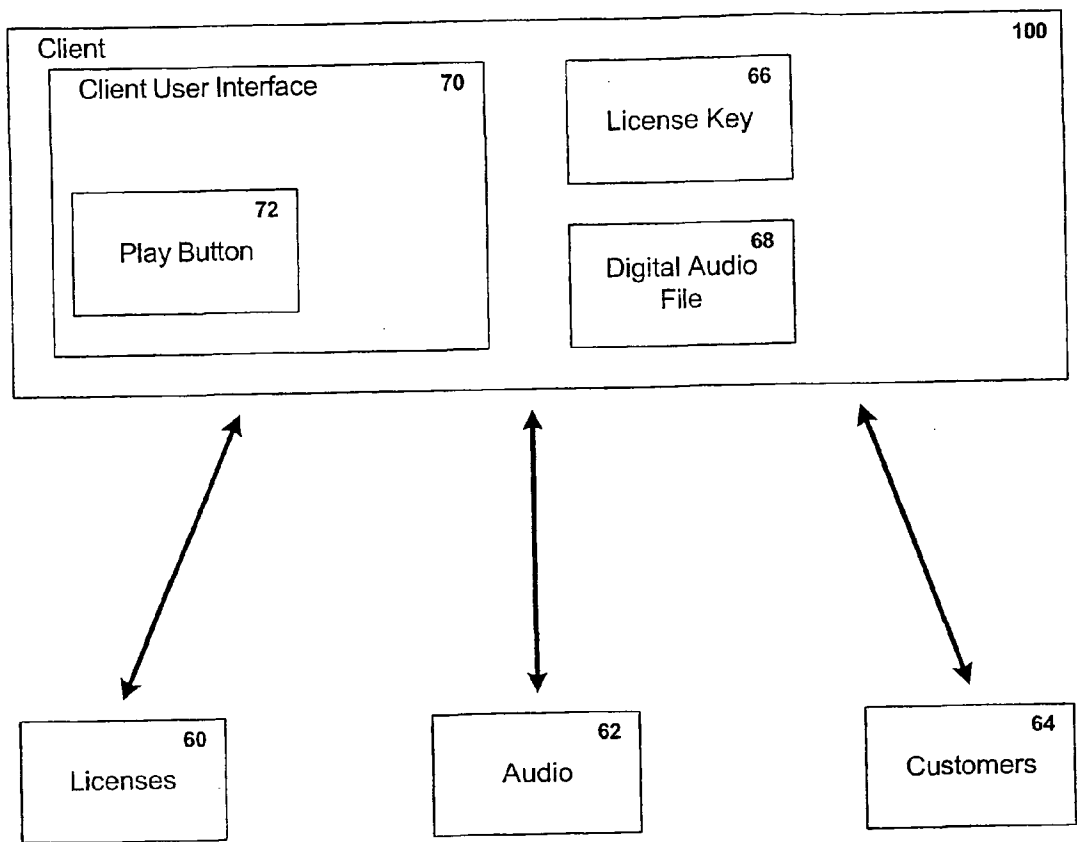 Client 100
Client User Interface 70
66
License Key
72
Play Button
68
Digital Audio
File
60
Licenses
62
Audio
64
Customers